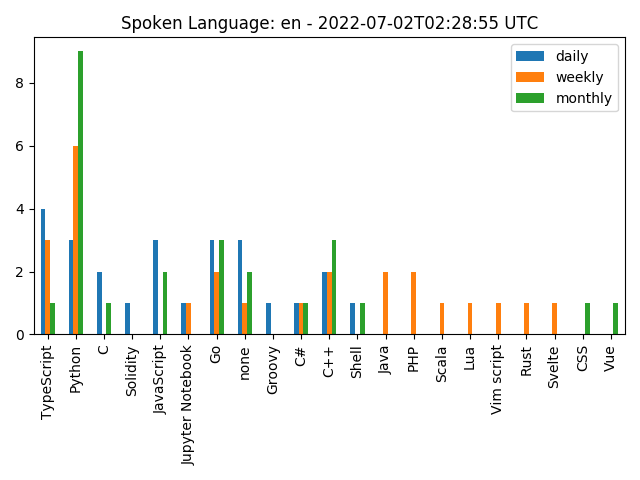 Spoken Language: en - 2022-07-02T02:28:55 UTC
daily
weekly
monthly
8
6
4
2
0
TypeScript
Python
C
Solidity
JavaScript
Jupyter Notebook
Go
none
Groovy
C#
C++
Shell
Java
PHP
Scala
Lua
Vim script
Rust
Svelte
CSS
Vue